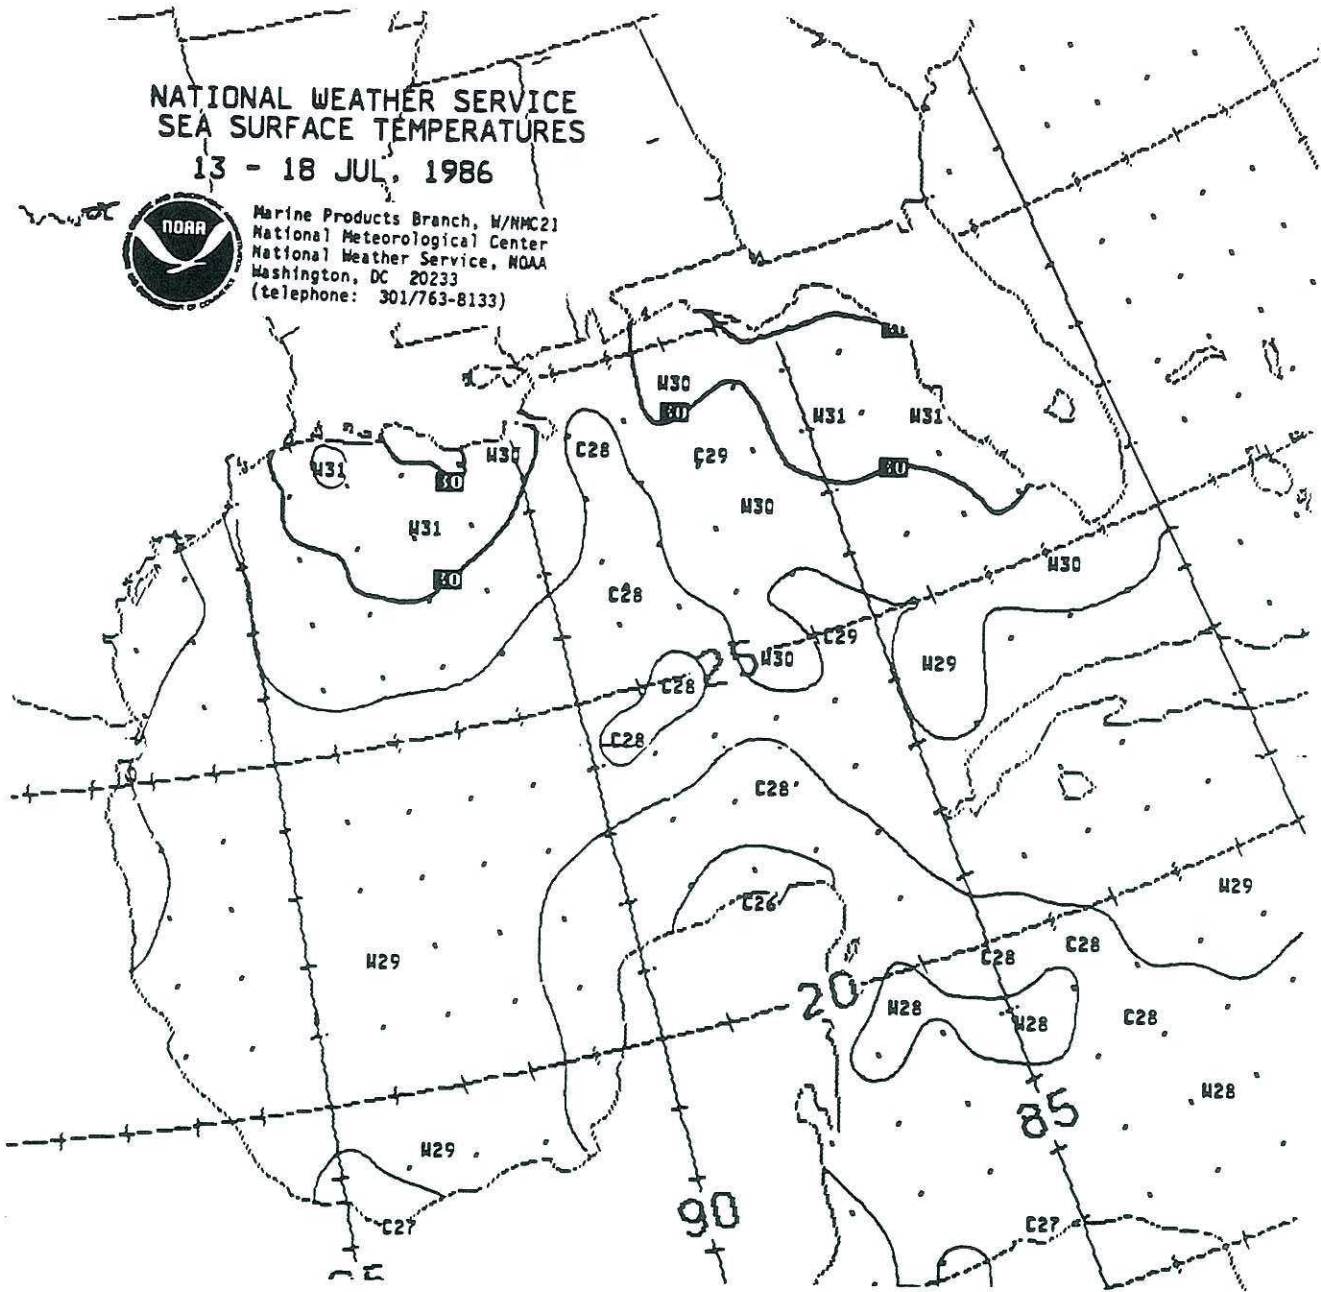 NATIONAL WEATHER SERVICE
SEA SURFACE TEMPERATURES
13 - 18 JUL, 1986
NOAA
Marine Products Branch, W/NMC21
National Meteorological Center
National Weather Service, NOAA
Washington, DC 20233
(telephone: 301/763-8133)
30
W30
30
W31
W31
C28
C29
W30
W31
30
30
W30
W31
30
W30
C28
C29
W30
W29
C28
C28
C28
C26
W29
W29
C28
C28
20
W28
W28
C28
W28
85
W29
90
C27
C27